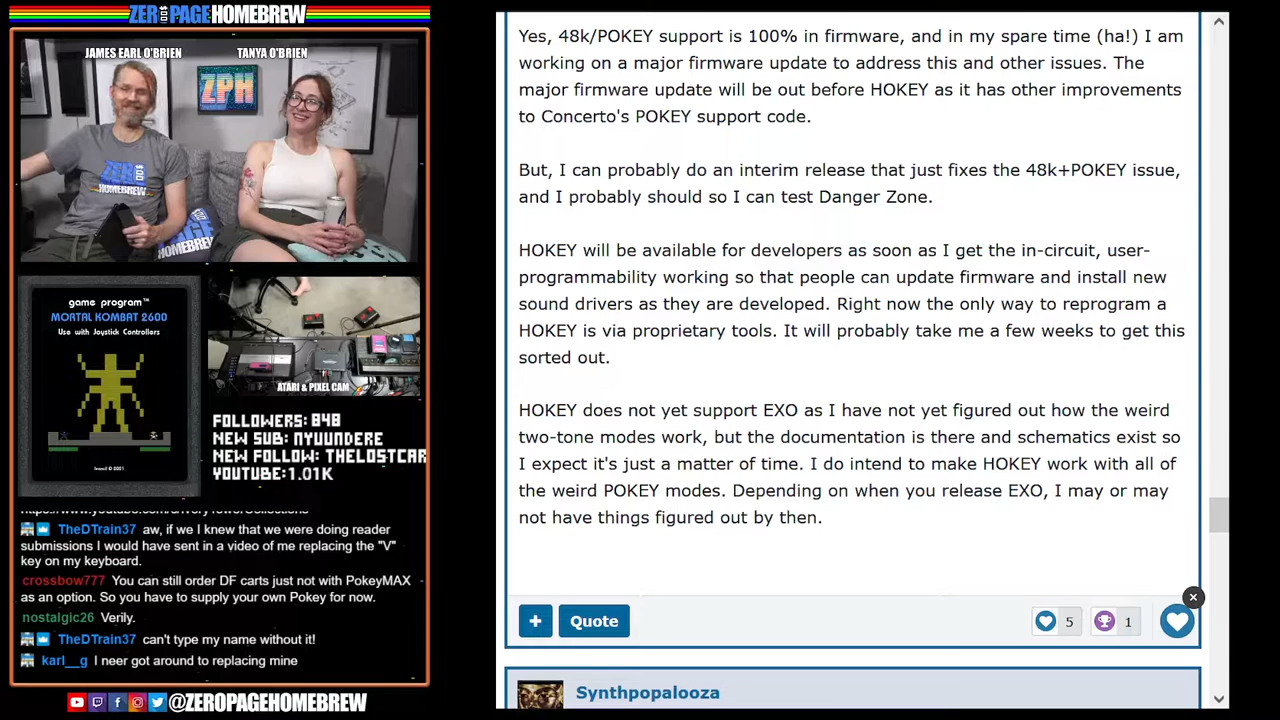 ZERO PAGE HOMEBREW
JAMES EARL O'BRIEN
TANYA O'BRIEN
ZPH
HOMEBREW
PAGE
HOMEBREW
game program™
MORTAL KOMBAT 2600
Use with Joystick Controllers
ATARI & PIXEL CAM
FOLLOWERS: 848
NEW SUB: NYUUNDERE
NEW FOLLOW: THELOSTCAR
YOUTUBE:1.01K
TheDTrain37 aw, if we I knew that we were doing reader
submissions I would have sent in a video of me replacing the "V"
key on my keyboard.
crossbow777 You can still order DF carts just not with PokeyMAX
as an option. So you have to supply your own Pokey for now.
nostalgic26 Verily.
TheDTrain37 can't type my name without it!
karl__g I neer got around to replacing mine
@ZEROPAGEHOMEBREW
Yes, 48k/POKEY support is 100% in firmware, and in my spare time (ha!) I am
working on a major firmware update to address this and other issues. The
major firmware update will be out before HOKEY as it has other improvements
to Concerto's POKEY support code.
But, I can probably do an interim release that just fixes the 48k+POKEY issue,
and I probably should so I can test Danger Zone.
HOKEY will be available for developers as soon as I get the in-circuit, user-
programmability working so that people can update firmware and install new
sound drivers as they are developed. Right now the only way to reprogram a
HOKEY is via proprietary tools. It will probably take me a few weeks to get this
sorted out.
HOKEY does not yet support EXO as I have not yet figured out how the weird
two-tone modes work, but the documentation is there and schematics exist so
I expect it's just a matter of time. I do intend to make HOKEY work with all of
the weird POKEY modes. Depending on when you release EXO, I may or may
not have things figured out by then.
+ Quote
5
1
Synthpopalooza